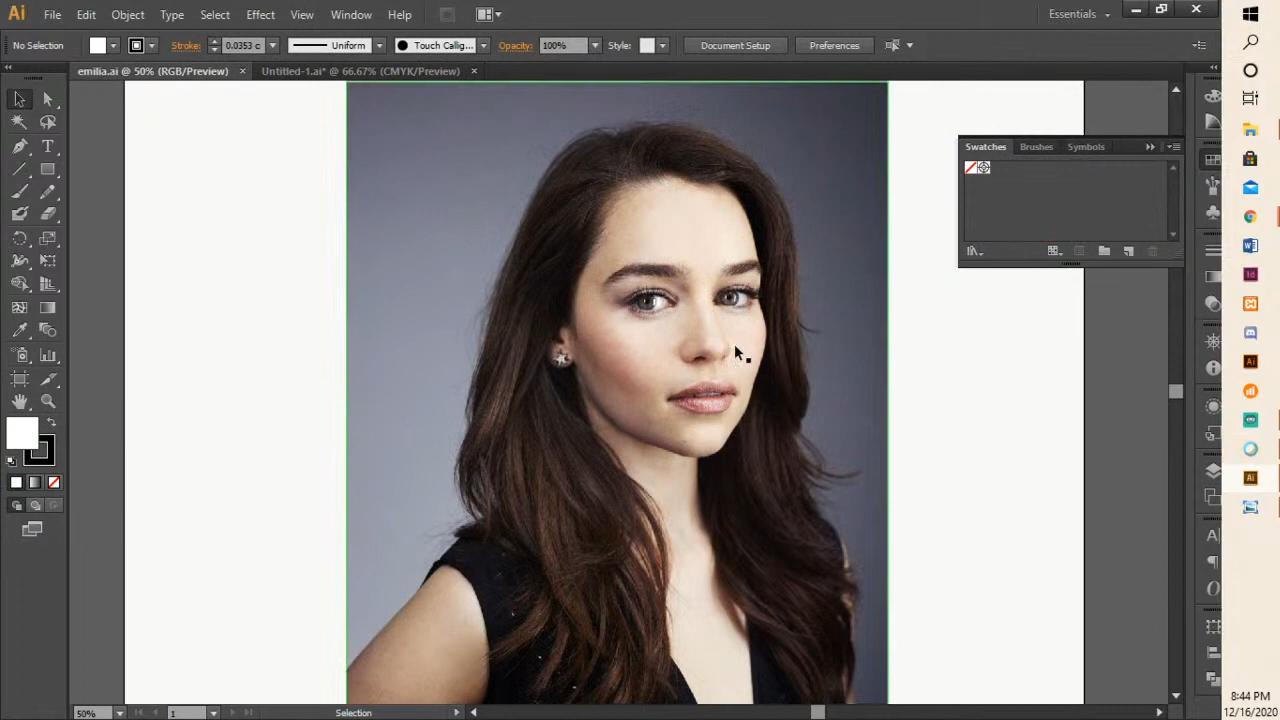 Ai File Edit Object Type Select Effect View Window Help Essentials
No Selection Stroke: 0.0353 c Uniform Touch Callig... Opacity: 100% Style: Document Setup Preferences
emilia.ai @ 50% (RGB/Preview) × Untitled-1.ai* @ 66.67% (CMYK/Preview) ×
Swatches Brushes Symbols
50% 1 Selection
8:44 PM
12/16/2020